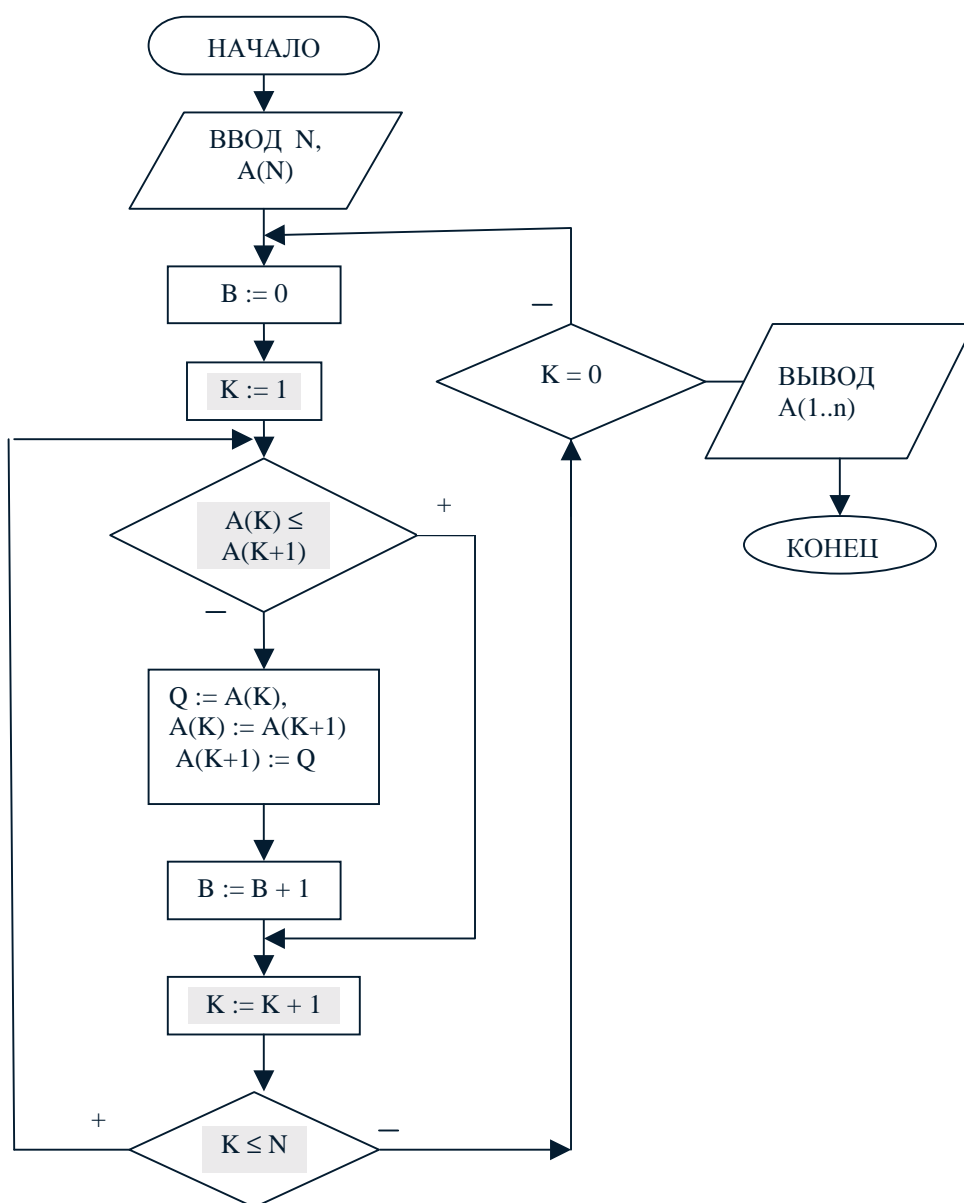 НАЧАЛО
ВВОД N,
A(N)
B := 0
K := 1
A(K) ≤
A(K+1)
+
–
Q := A(K),
A(K) := A(K+1)
A(K+1) := Q
B := B + 1
K := K + 1
K ≤ N
+
–
K = 0
–
ВЫВОД
A(1..n)
КОНЕЦ